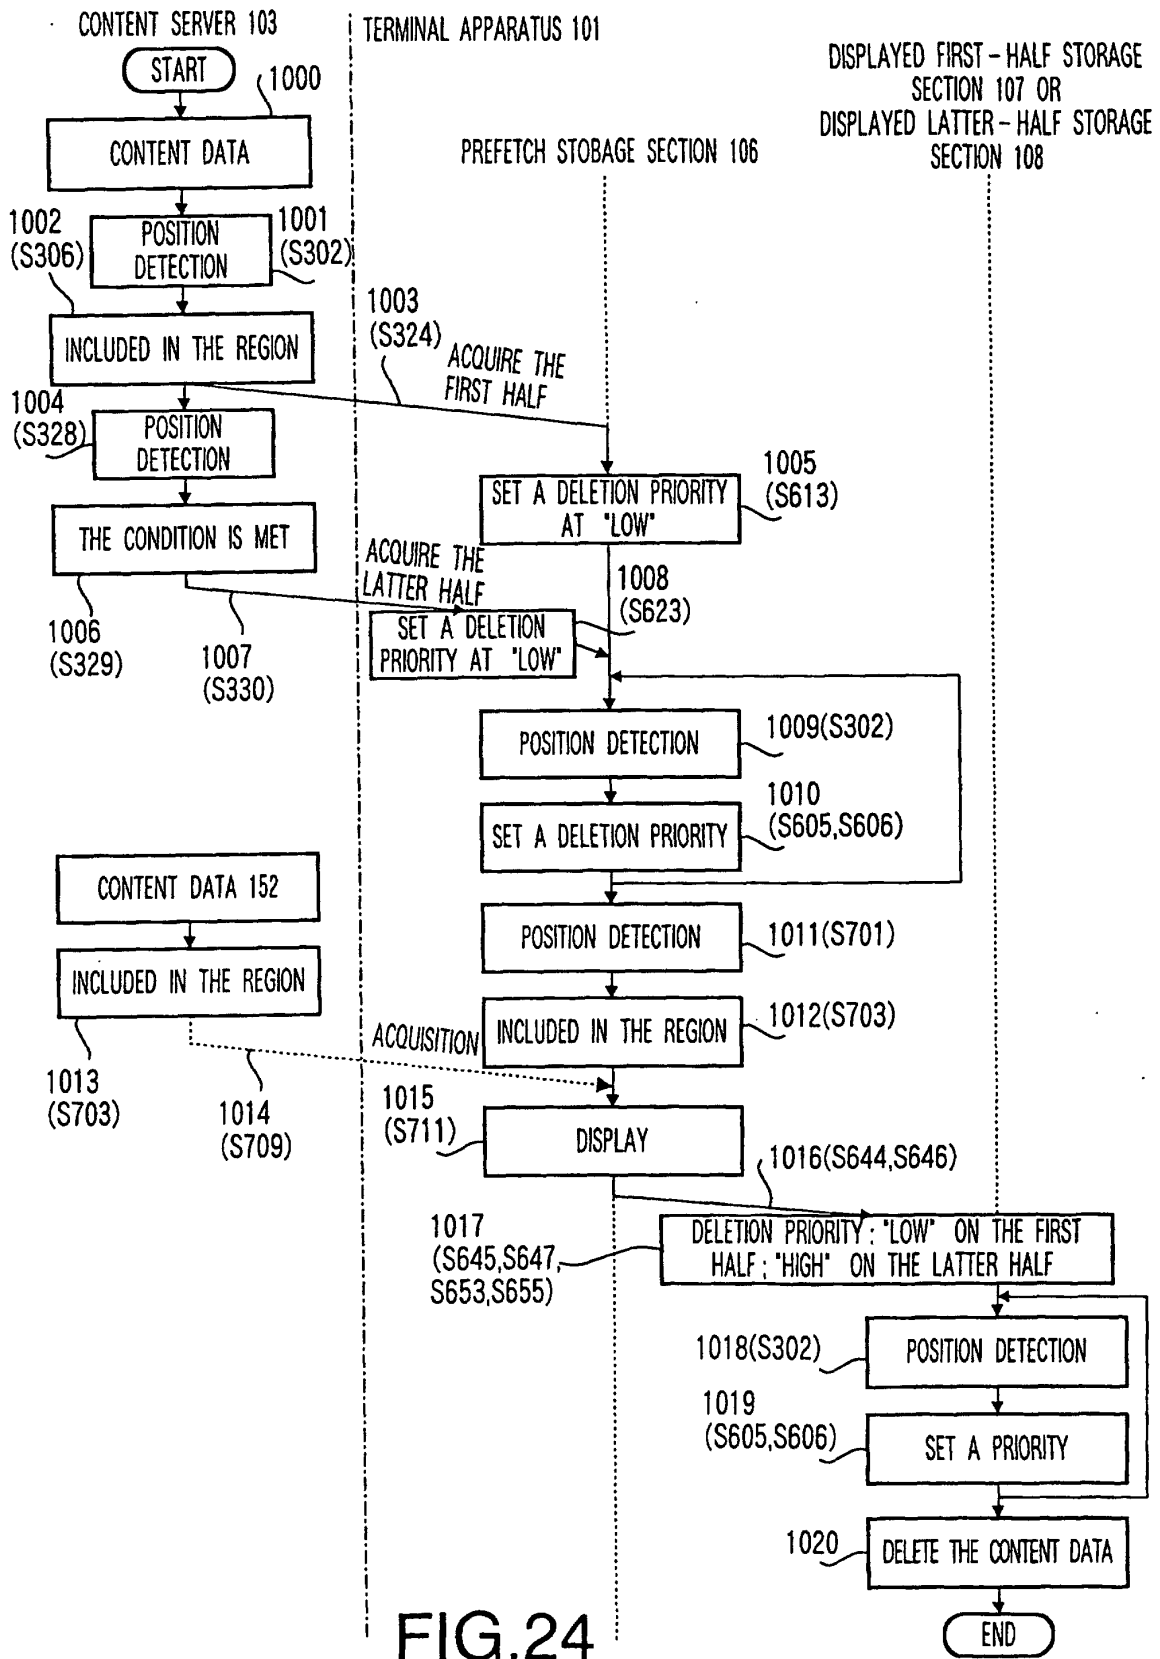 CONTENT SERVER 103
TERMINAL APPARATUS 101
START
1000
DISPLAYED FIRST-HALF STORAGE
SECTION 107 OR
DISPLAYED LATTER-HALF STORAGE
SECTION 108
CONTENT DATA
PREFETCH STOBAGE SECTION 106
1002
(S306)
POSITION
DETECTION
1001
(S302)
INCLUDED IN THE REGION
1003
(S324)
ACQUIRE THE
FIRST HALF
1004
(S328)
POSITION
DETECTION
SET A DELETION PRIORITY
AT "LOW"
1005
(S613)
THE CONDITION IS MET
ACQUIRE THE
LATTER HALF
1008
(S623)
1006
(S329)
1007
(S330)
SET A DELETION
PRIORITY AT "LOW"
POSITION DETECTION
1009(S302)
SET A DELETION PRIORITY
1010
(S605,S606)
CONTENT DATA 152
POSITION DETECTION
1011(S701)
INCLUDED IN THE REGION
INCLUDED IN THE REGION
1012(S703)
ACQUISITION
1013
(S703)
1014
(S709)
1015
(S711)
DISPLAY
1016(S644,S646)
1017
(S645,S647,
S653,S655)
DELETION PRIORITY : "LOW" ON THE FIRST
HALF ; "HIGH" ON THE LATTER HALF
1018(S302)
POSITION DETECTION
1019
(S605,S606)
SET A PRIORITY
1020
DELETE THE CONTENT DATA
END
FIG.24